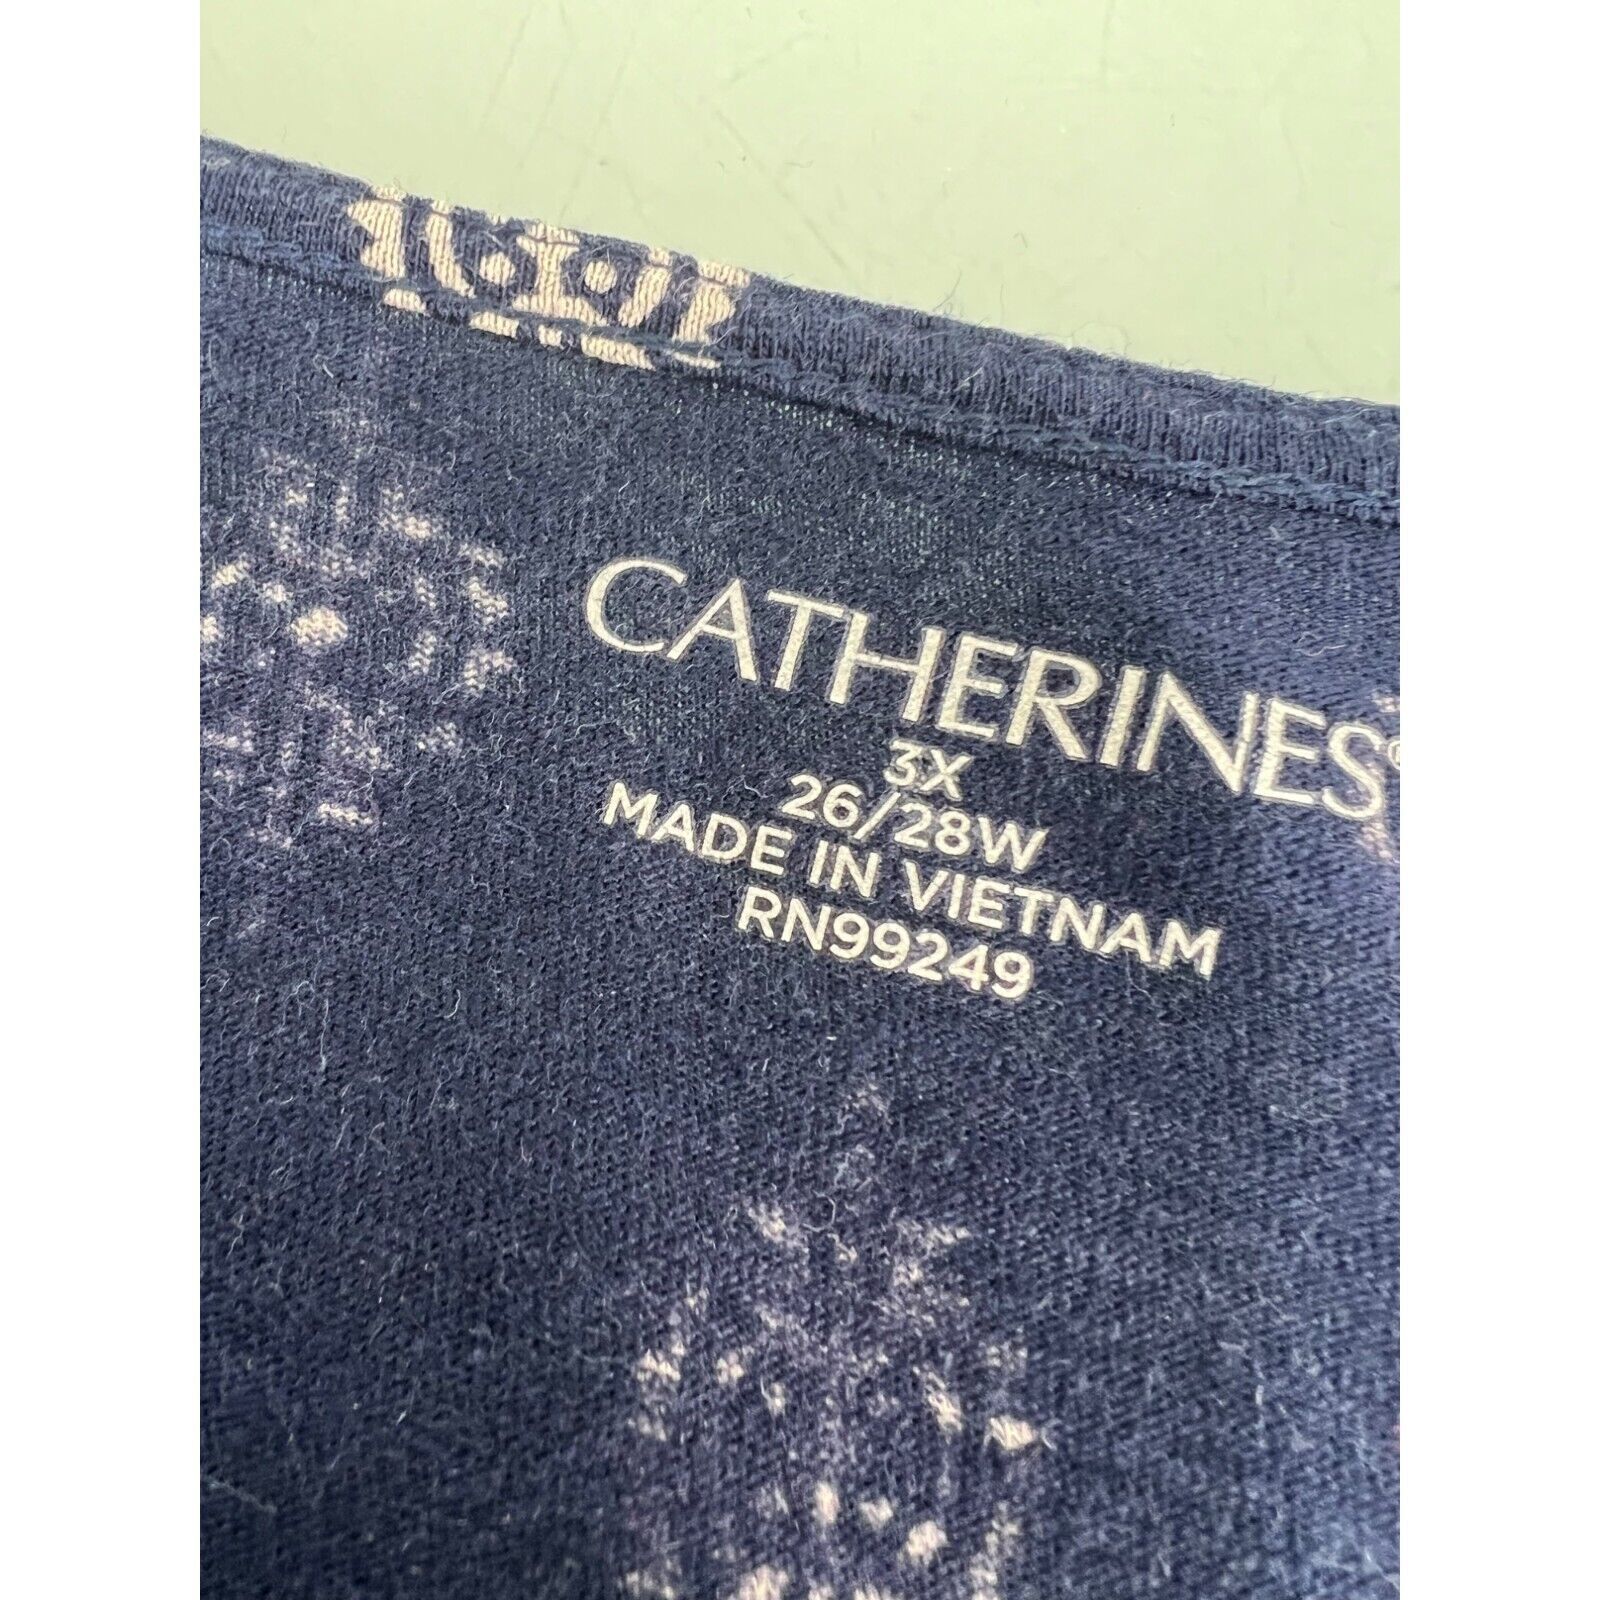 CATHERINES®
3X
26/28W
MADE IN VIETNAM
RN99249